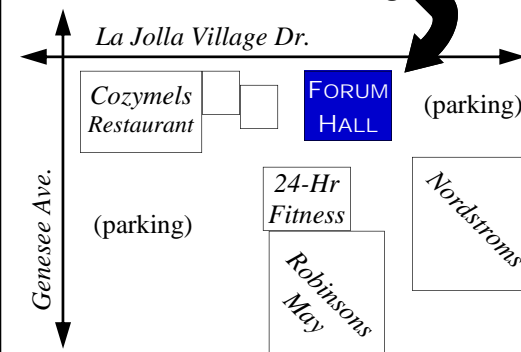 La Jolla Village Dr.
Cozymels
Restaurant
FORUM
HALL
(parking)
Genesee Ave.
(parking)
24-Hr
Fitness
Nordstroms
Robinsons
May